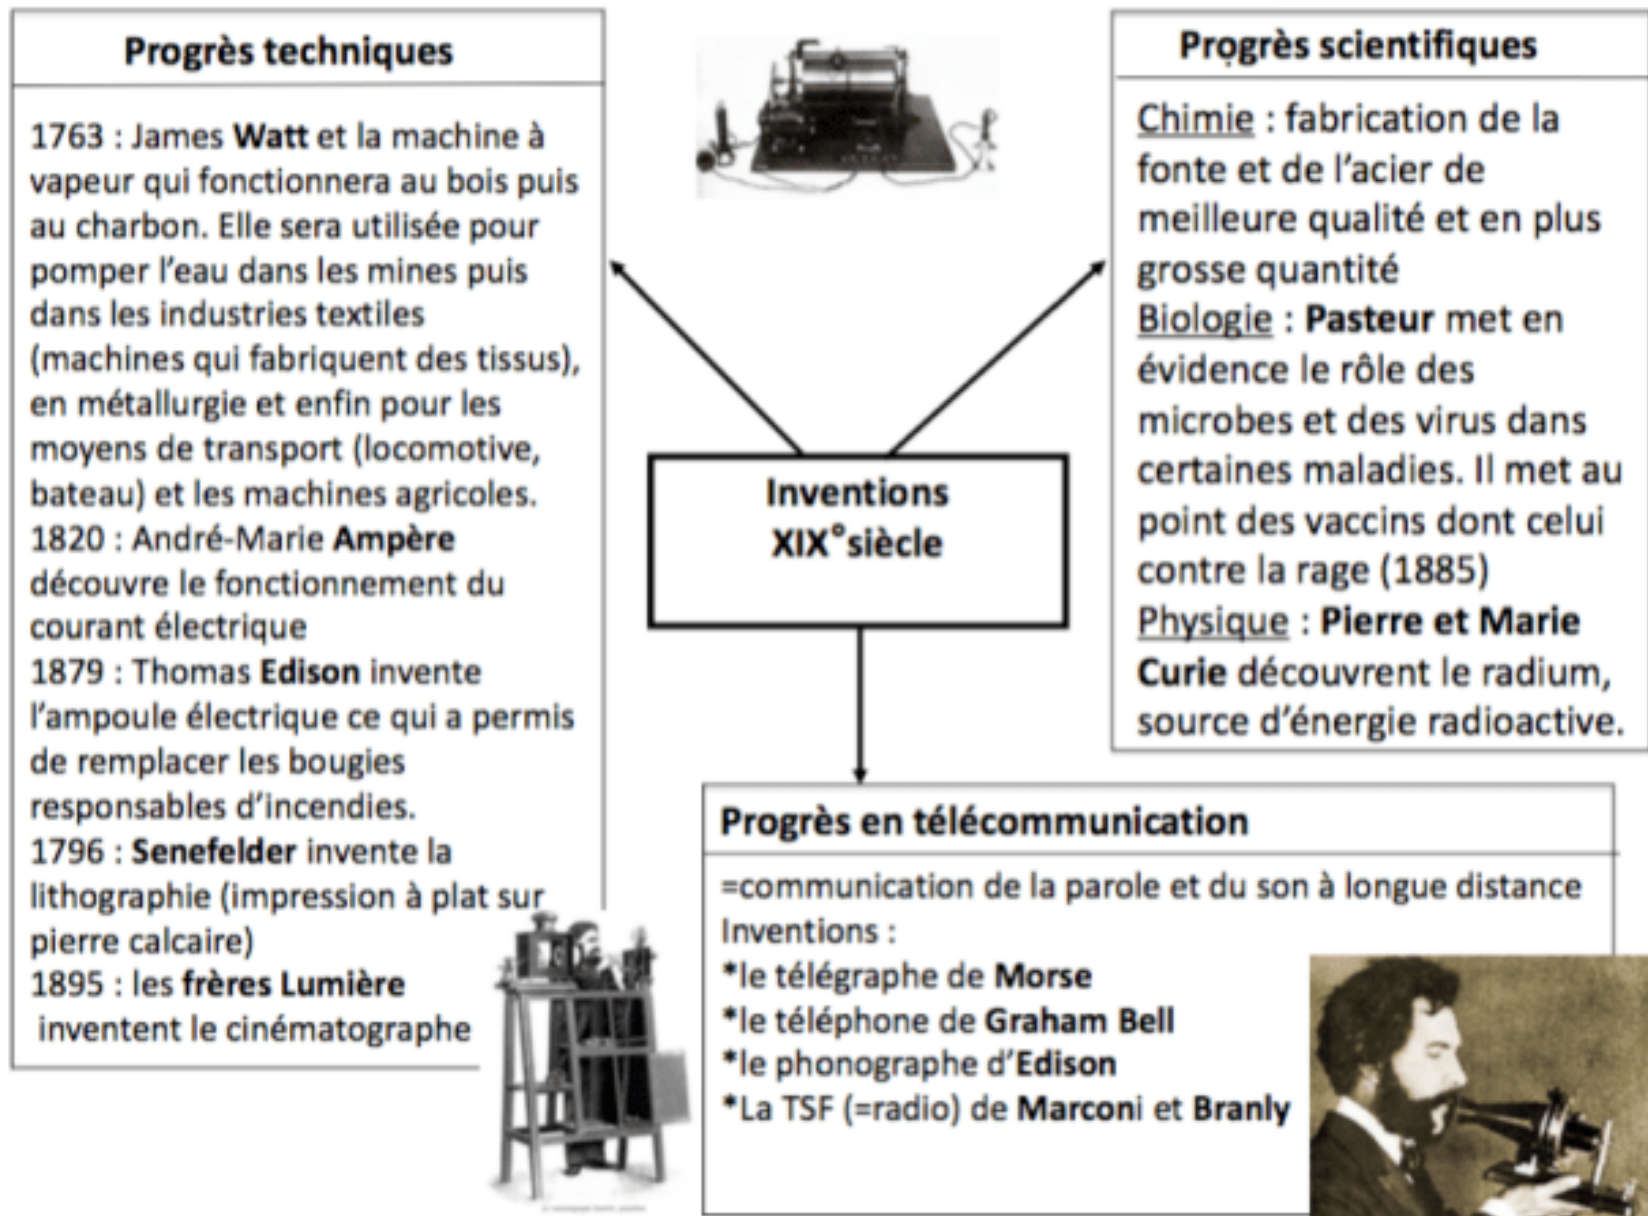 Progrès techniques
1763 : James Watt et la machine à
vapeur qui fonctionnera au bois puis
au charbon. Elle sera utilisée pour
pomper l'eau dans les mines puis
dans les industries textiles
(machines qui fabriquent des tissus),
en métallurgie et enfin pour les
moyens de transport (locomotive,
bateau) et les machines agricoles.
1820 : André-Marie Ampère
découvre le fonctionnement du
courant électrique
1879 : Thomas Edison invente
l'ampoule électrique ce qui a permis
de remplacer les bougies
responsables d'incendies.
1796 : Senefelder invente la
lithographie (impression à plat sur
pierre calcaire)
1895 : les frères Lumière
inventent le cinématographe
Inventions
XIX°siècle
Progrès scientifiques
Chimie : fabrication de la
fonte et de l'acier de
meilleure qualité et en plus
grosse quantité
Biologie : Pasteur met en
évidence le rôle des
microbes et des virus dans
certaines maladies. Il met au
point des vaccins dont celui
contre la rage (1885)
Physique : Pierre et Marie
Curie découvrent le radium,
source d'énergie radioactive.
Progrès en télécommunication
=communication de la parole et du son à longue distance
Inventions :
*le télégraphe de Morse
*le téléphone de Graham Bell
*le phonographe d'Edison
*La TSF (=radio) de Marconi et Branly